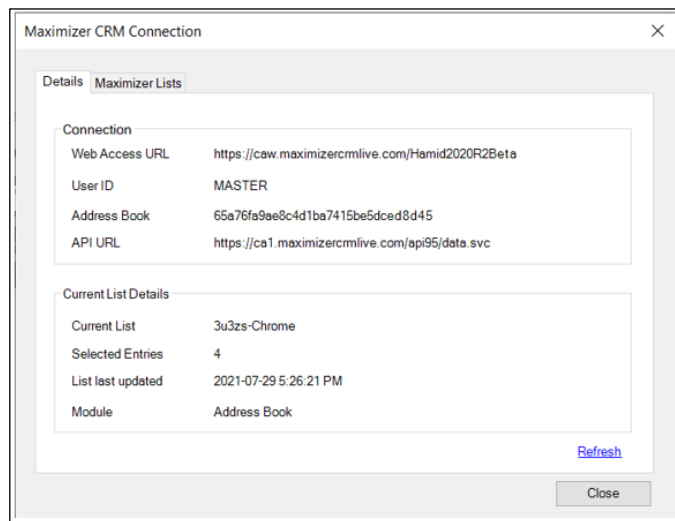 Maximizer CRM Connection
Details
Maximizer Lists
Connection
Web Access URL https://caw.maximizercrmlive.com/Hamid2020R2Beta
User ID MASTER
Address Book 65a76fa9ae8c4d1ba7415be5dced8d45
API URL https://ca1.maximizercrmlive.com/api95/data.svc
Current List Details
Current List 3u3zs-Chrome
Selected Entries 4
List last updated 2021-07-29 5:26:21 PM
Module Address Book
Refresh
Close